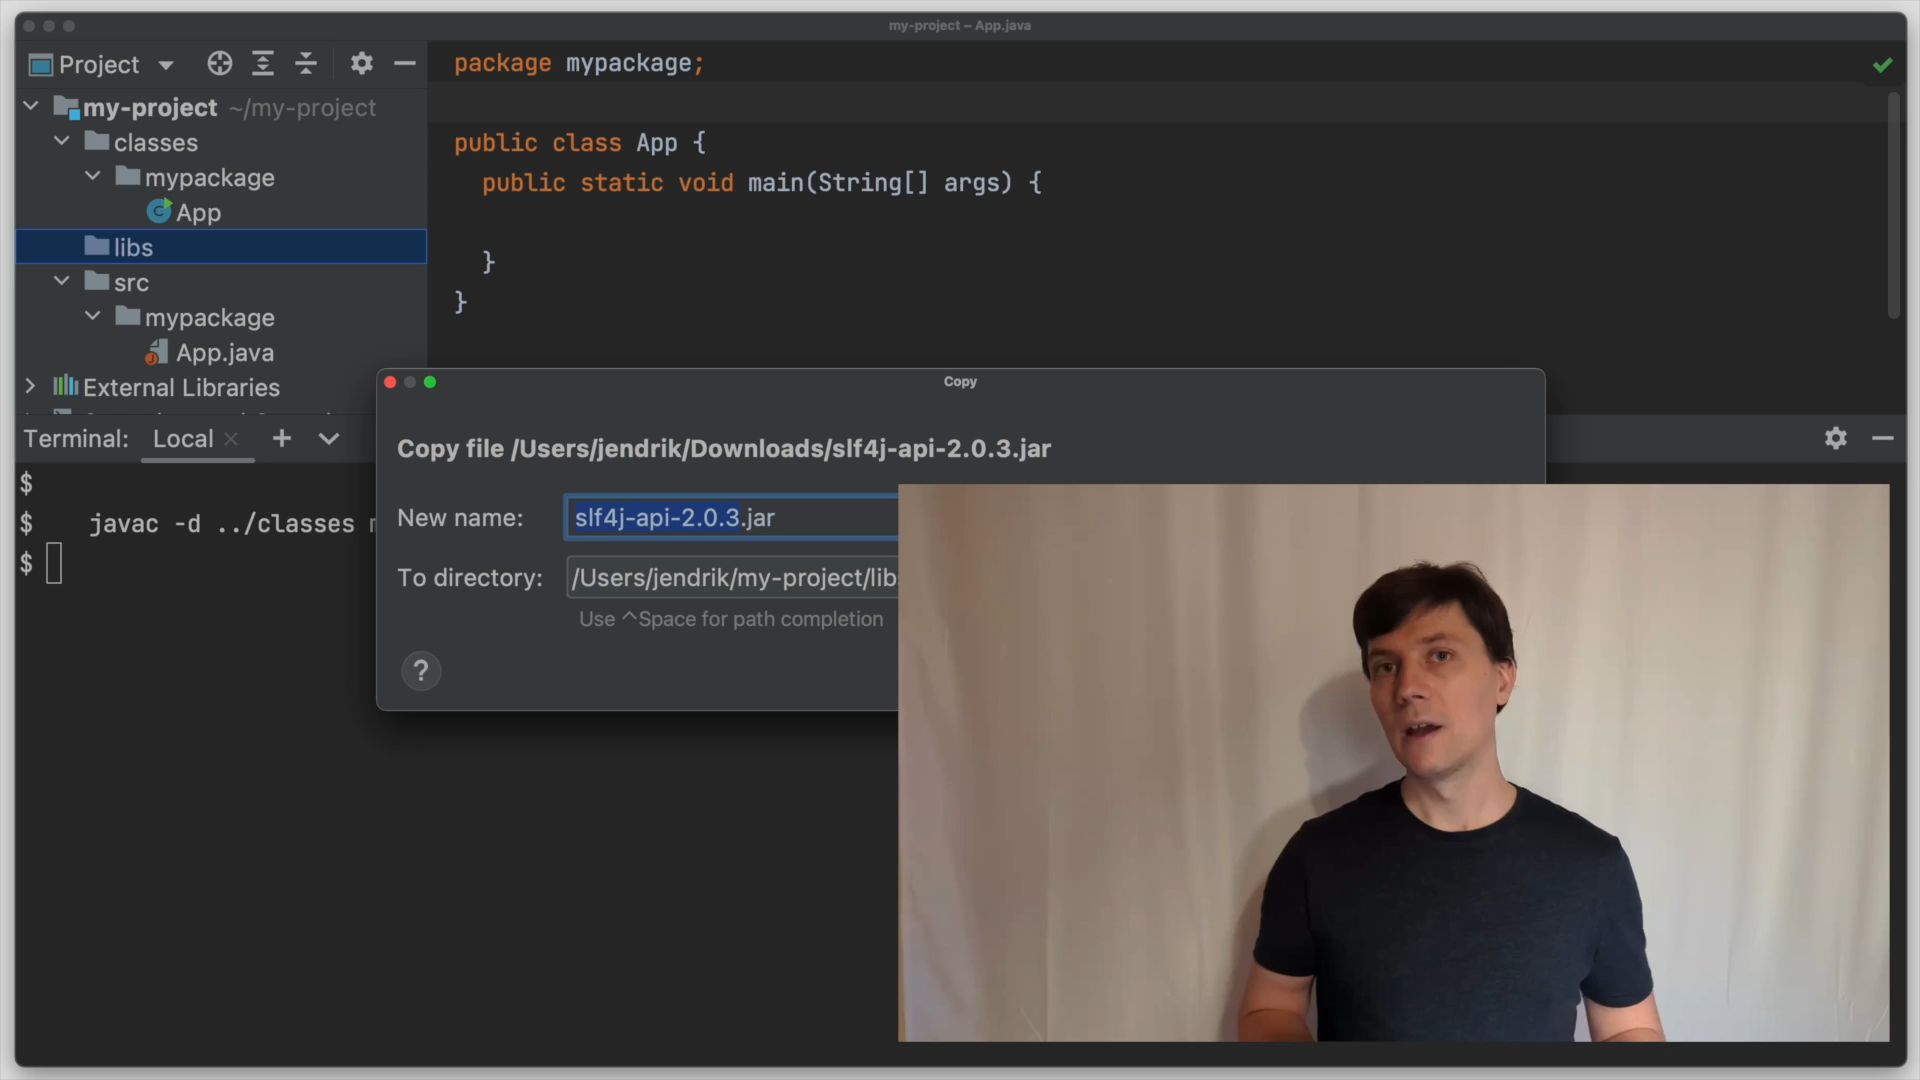 my-project – App.java
Project
my-project ~/my-project
classes
mypackage
App
libs
src
mypackage
App.java
External Libraries
package mypackage;
public class App {
public static void main(String[] args) {
}
}
Terminal: Local
$
$ javac -d ../classes
$
Copy
Copy file /Users/jendrik/Downloads/slf4j-api-2.0.3.jar
New name: slf4j-api-2.0.3.jar
To directory: /Users/jendrik/my-project/lib
Use ^Space for path completion
?